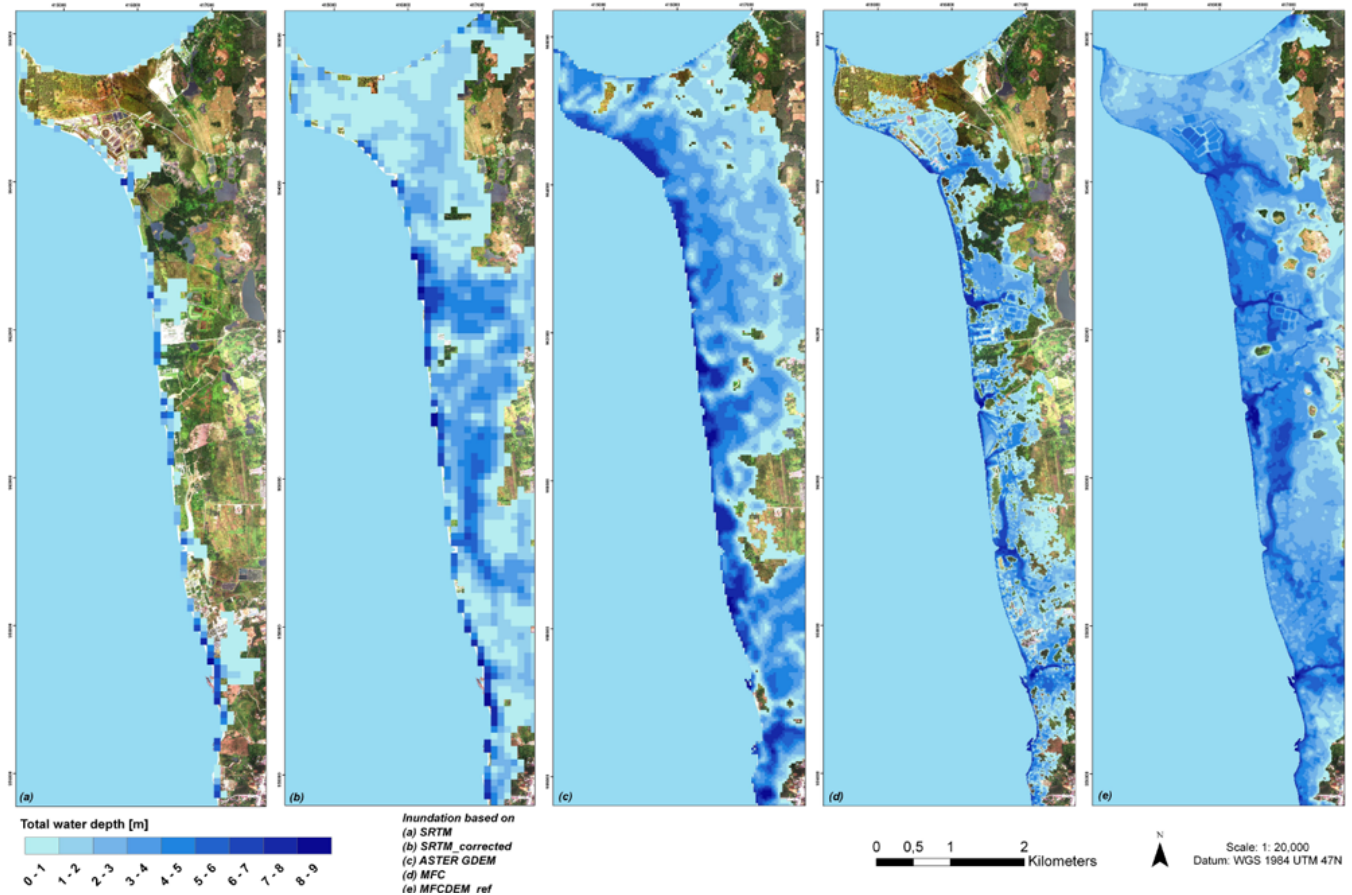 (a)
(b)
(c)
(d)
(e)
Total water depth [m]
0 - 1
1 - 2
2 - 3
3 - 4
4 - 5
5 - 6
6 - 7
7 - 8
8 - 9
Inundation based on
(a) SRTM
(b) SRTM_corrected
(c) ASTER GDEM
(d) MFC
(e) MFCDEM_ref
0 0,5 1 2
Kilometers
N
Scale: 1: 20,000
Datum: WGS 1984 UTM 47N